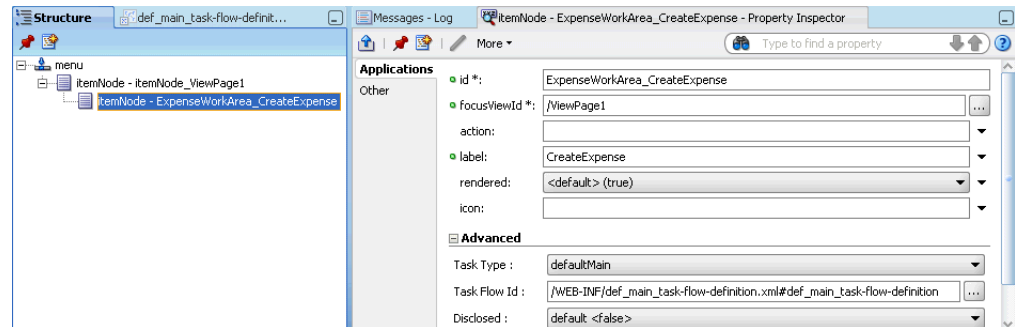 Structure
def_main_task-flow-definit...
menu
itemNode - itemNode_ViewPage1
itemNode - ExpenseWorkArea_CreateExpense
Messages - Log
itemNode - ExpenseWorkArea_CreateExpense - Property Inspector
More
Type to find a property
Applications
Other
id *: ExpenseWorkArea_CreateExpense
focusViewId *: /ViewPage1 ...
action:
label: CreateExpense
rendered: <default> (true)
icon:
Advanced
Task Type : defaultMain
Task Flow Id : /WEB-INF/def_main_task-flow-definition.xml#def_main_task-flow-definition ...
Disclosed : default <false>